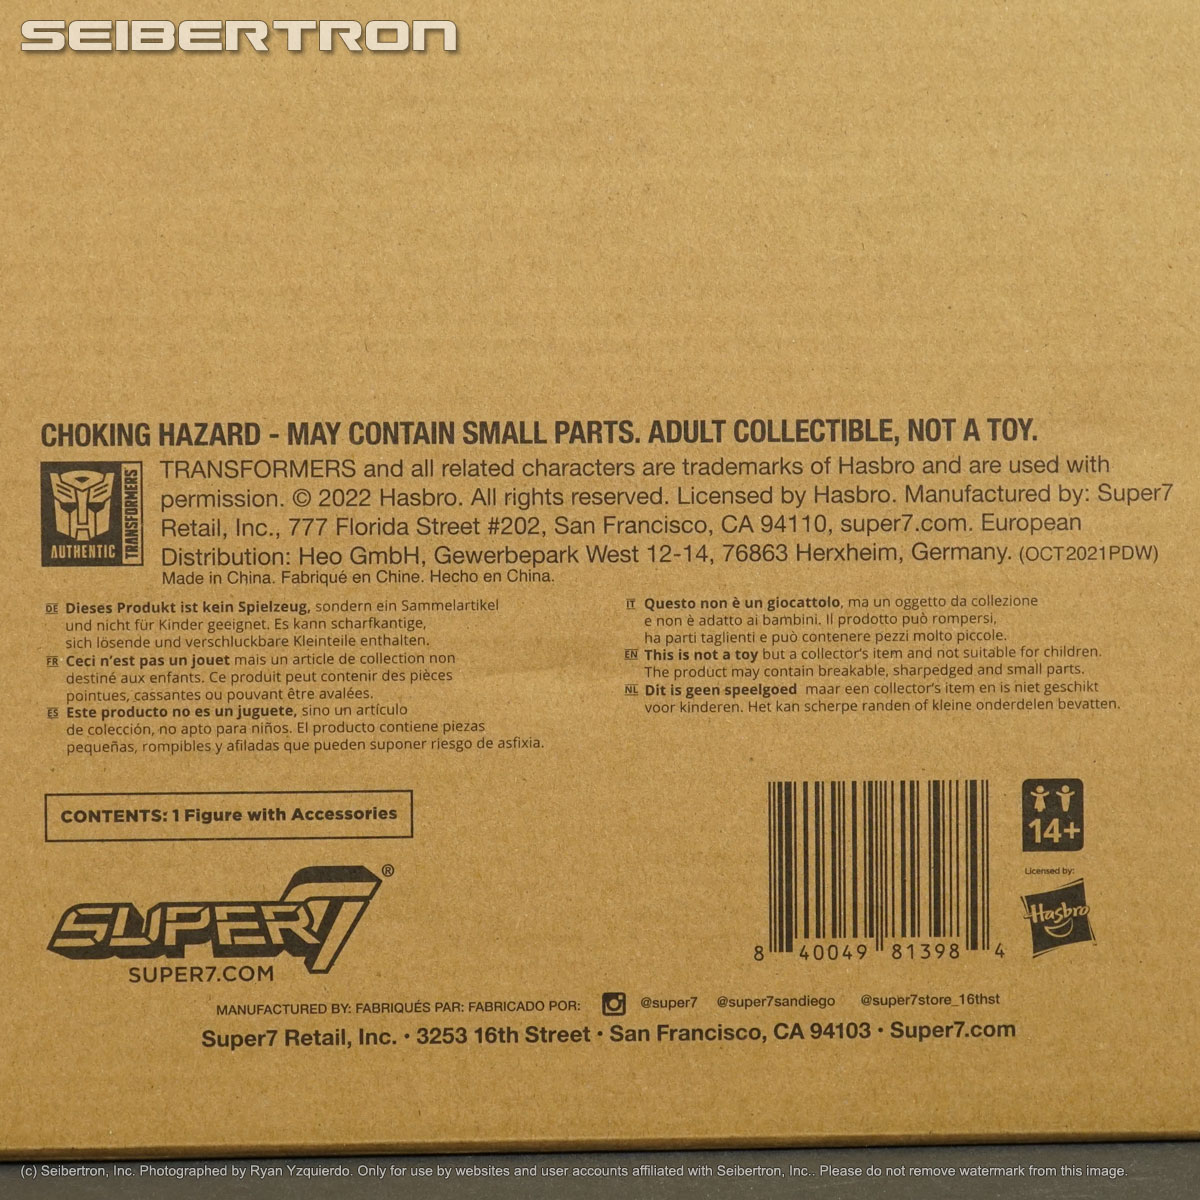 SEIBERTRON
CHOKING HAZARD - MAY CONTAIN SMALL PARTS. ADULT COLLECTIBLE, NOT A TOY.
AUTHENTIC
TRANSFORMERS
TRANSFORMERS and all related characters are trademarks of Hasbro and are used with
permission. © 2022 Hasbro. All rights reserved. Licensed by Hasbro. Manufactured by: Super7
Retail, Inc., 777 Florida Street #202, San Francisco, CA 94110, super7.com. European
Distribution: Heo GmbH, Gewerbepark West 12-14, 76863 Herxheim, Germany. (OCT2021PDW)
Made in China. Fabriqué en Chine. Hecho en China.
DE Dieses Produkt ist kein Spielzeug, sondern ein Sammelartikel
und nicht für Kinder geeignet. Es kann scharfkantige,
sich lösende und verschluckbare Kleinteile enthalten.
FR Ceci n'est pas un jouet mais un article de collection non
destiné aux enfants. Ce produit peut contenir des pièces
pointues, cassantes ou pouvant être avalées.
ES Este producto no es un juguete, sino un artículo
de colección, no apto para niños. El producto contiene piezas
pequeñas, rompibles y afiladas que pueden suponer riesgo de asfixia.
IT Questo non è un giocattolo, ma un oggetto da collezione
e non è adatto ai bambini. Il prodotto può rompersi,
ha parti taglienti e può contenere pezzi molto piccole.
EN This is not a toy but a collector's item and not suitable for children.
The product may contain breakable, sharpedged and small parts.
NL Dit is geen speelgoed maar een collector's item en is niet geschikt
voor kinderen. Het kan scherpe randen of kleine onderdelen bevatten.
CONTENTS: 1 Figure with Accessories
SUPER7®
SUPER7.COM
8 40049 81398 4
14+
Licensed by:
Hasbro
MANUFACTURED BY: FABRIQUÉS PAR: FABRICADO POR:
@super7 @super7sandiego @super7store_16thst
Super7 Retail, Inc. • 3253 16th Street • San Francisco, CA 94103 • Super7.com
(c) Seibertron, Inc. Photographed by Ryan Yzquierdo. Only for use by websites and user accounts affiliated with Seibertron, Inc.. Please do not remove watermark from this image.